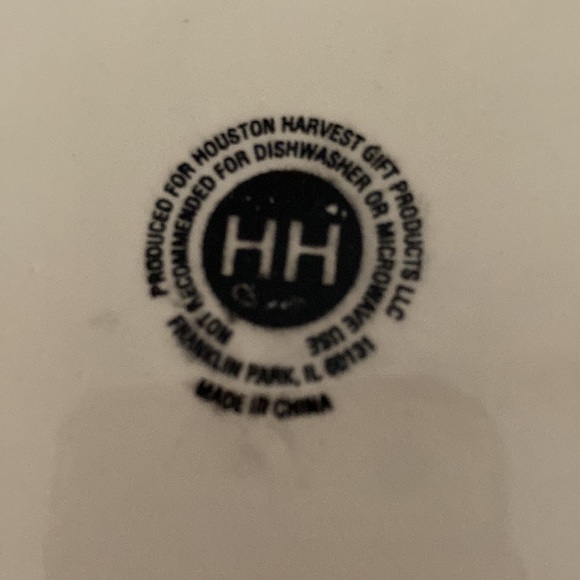 PRODUCED FOR HOUSTON HARVEST GIFT PRODUCTS LLC
NOT RECOMMENDED FOR DISHWASHER OR MICROWAVE USE
HH
FRANKLIN PARK, IL 60131
MADE IN CHINA